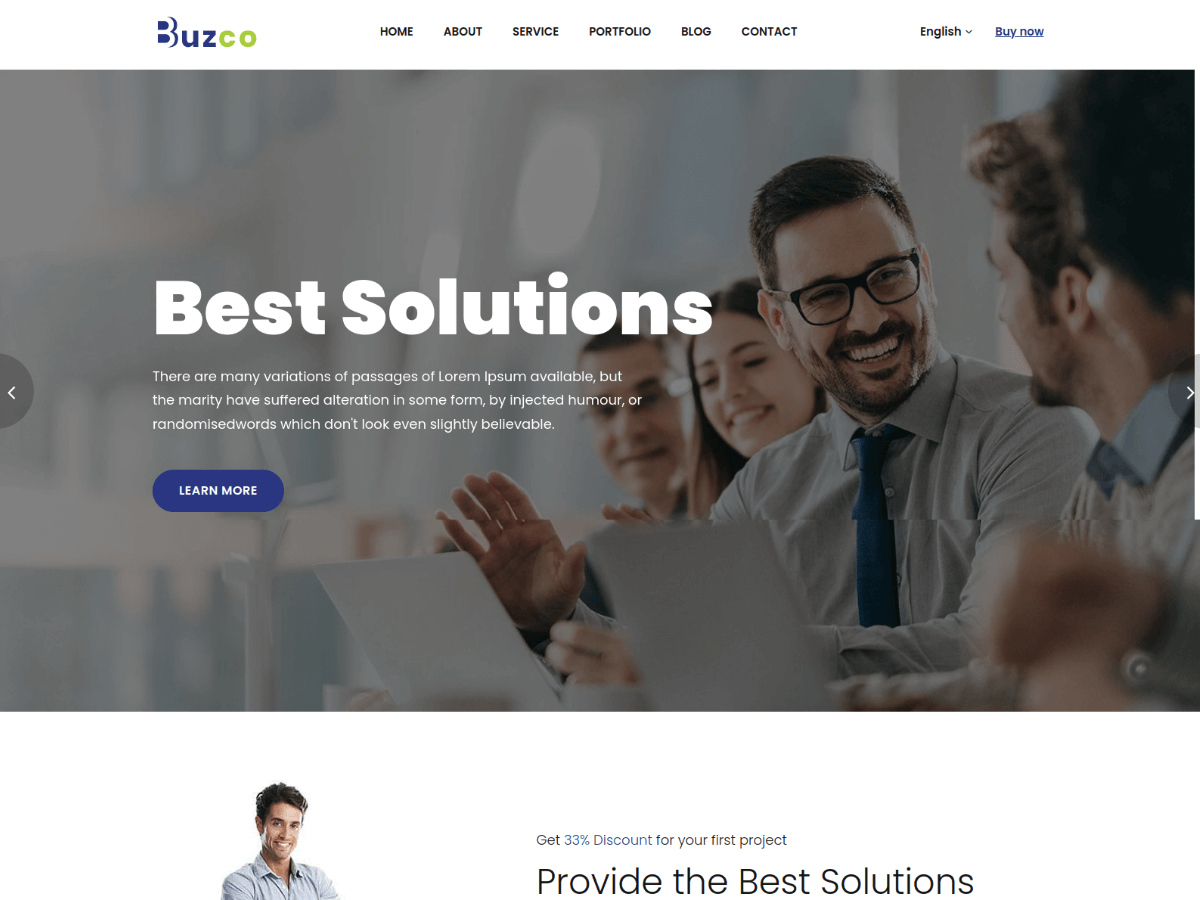 Buzco
HOME ABOUT SERVICE PORTFOLIO BLOG CONTACT English Buy now
Best Solutions
There are many variations of passages of Lorem Ipsum available, but
the marity have suffered alteration in some form, by injected humour, or
randomisedwords which don't look even slightly believable.
LEARN MORE
Get 33% Discount for your first project
Provide the Best Solutions